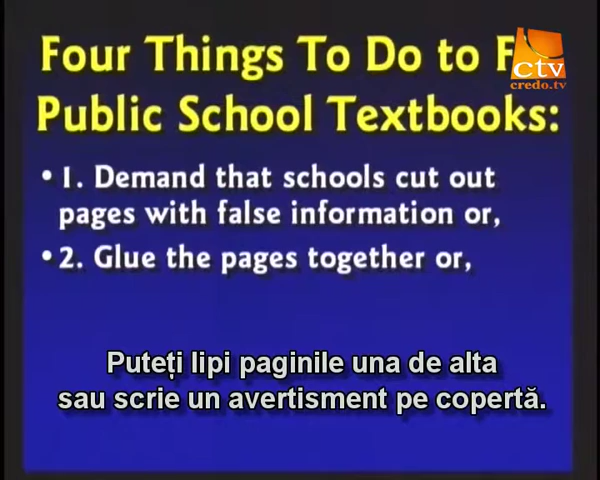 Four Things To Do to F
ctv
credo.tv
Public School Textbooks:
• 1. Demand that schools cut out
pages with false information or,
• 2. Glue the pages together or,
Puteți lipi paginile una de alta
sau scrie un avertisment pe copertă.